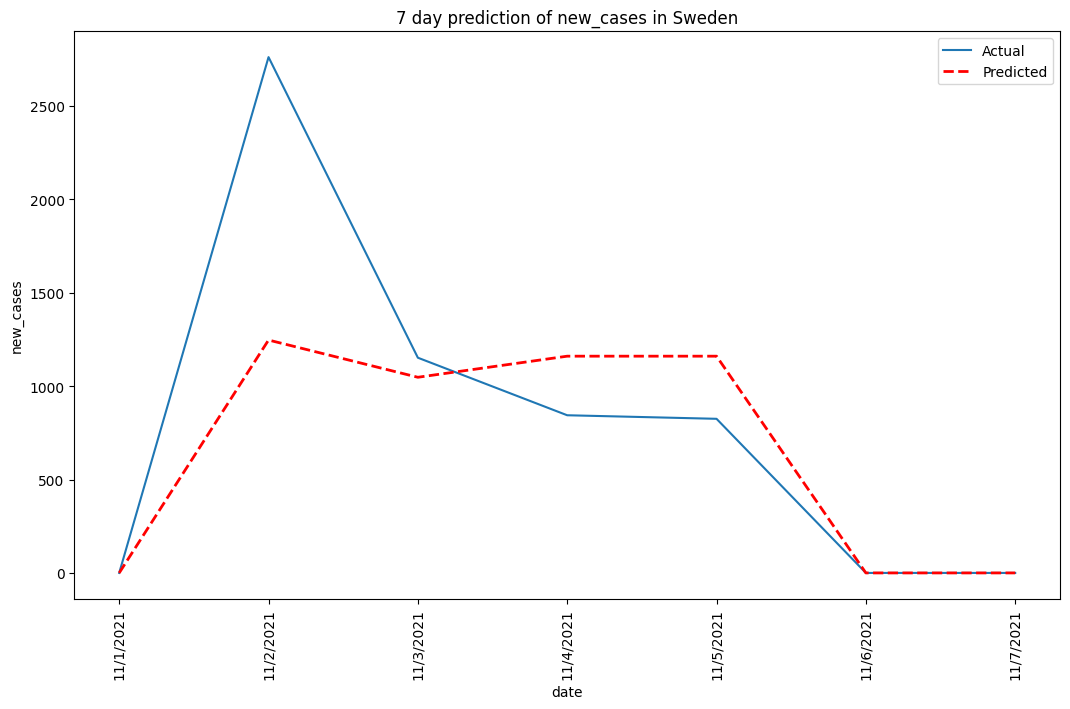 7 day prediction of new_cases in Sweden
Actual
Predicted
2500
2000
1500
1000
500
0
new_cases
11/1/2021
11/2/2021
11/3/2021
11/4/2021
11/5/2021
11/6/2021
11/7/2021
date